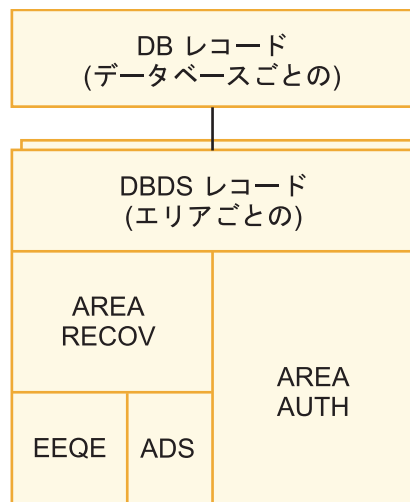 DB レコード
(データベースごとの)
DBDS レコード
(エリアごとの)
AREA
RECOV
AREA
AUTH
EEQE
ADS